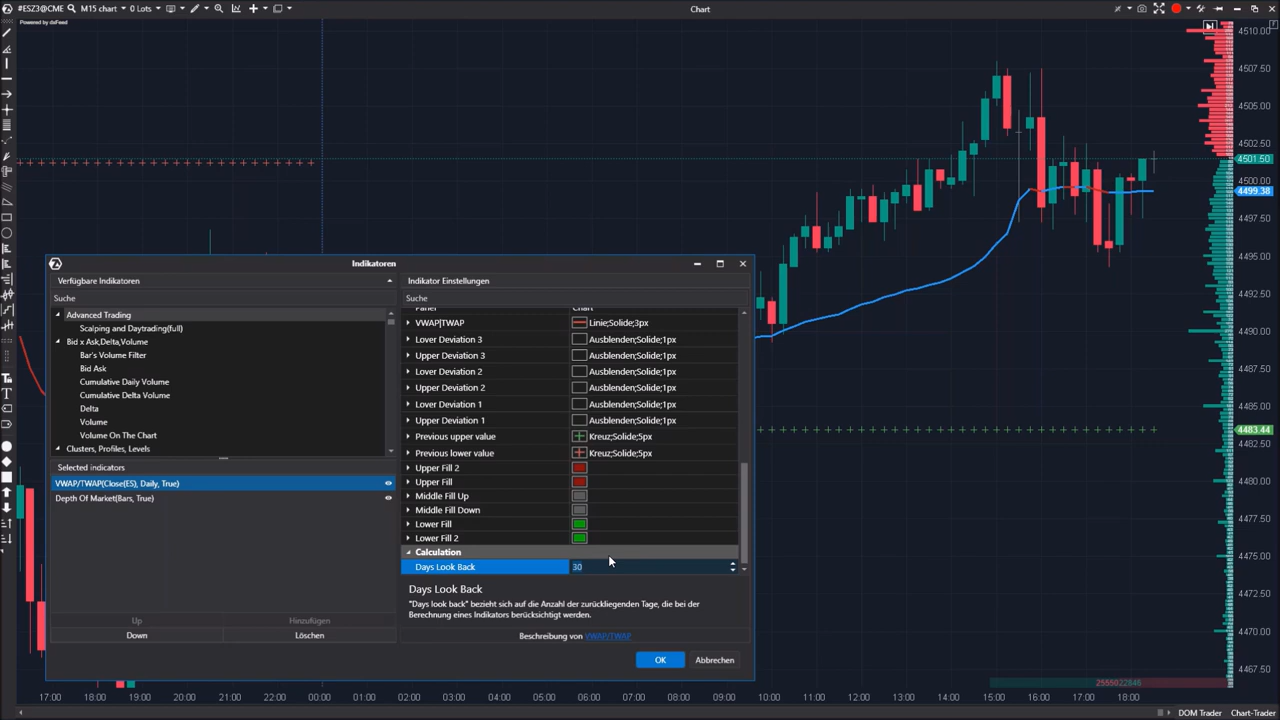 #ESZ3@CME
M15 chart
0 Lots
Chart
Powered by dxFeed
4510.00
4507.50
4505.00
4502.50
4501.50
4500.00
4499.38
4497.50
4495.00
4492.50
4490.00
4487.50
4485.00
4483.44
4480.00
4477.50
4475.00
4472.50
4470.00
4467.50
Indikatoren
Verfügbare Indikatoren
Suche
Advanced Trading
Scalping and Daytrading(full)
Bid x Ask,Delta,Volume
Bar's Volume Filter
Bid Ask
Cumulative Daily Volume
Cumulative Delta Volume
Delta
Volume
Volume On The Chart
Clusters, Profiles, Levels
Selected indicators
VWAP/TWAP(Close(ES), Daily, True)
Depth Of Market(Bars, True)
Up
Hinzufügen
Down
Löschen
Indikator Einstellungen
Suche
Panel Chart
VWAP|TWAP Linie;Solide;3px
Lover Deviation 3 Ausblenden;Solide;1px
Upper Deviation 3 Ausblenden;Solide;1px
Lover Deviation 2 Ausblenden;Solide;1px
Upper Deviation 2 Ausblenden;Solide;1px
Lover Deviation 1 Ausblenden;Solide;1px
Upper Deviation 1 Ausblenden;Solide;1px
Previous upper value Kreuz;Solide;5px
Previous lower value Kreuz;Solide;5px
Upper Fill 2
Upper Fill
Middle Fill Up
Middle Fill Down
Lower Fill
Lower Fill 2
Calculation
Days Look Back 30
Days Look Back
"Days look back" bezieht sich auf die Anzahl der zurückliegenden Tage, die bei der
Berechnung eines Indikators berücksichtigt werden.
Beschreibung von VWAP/TWAP
OK
Abbrechen
2555022846
17:00 18:00 19:00 20:00 21:00 22:00 00:00 01:00 03:00 04:00 05:00 06:00 07:00 08:00 10:00 11:00 12:00 13:00 14:00 15:00 16:00 17:00 18:00
DOM Trader
Chart-Trader